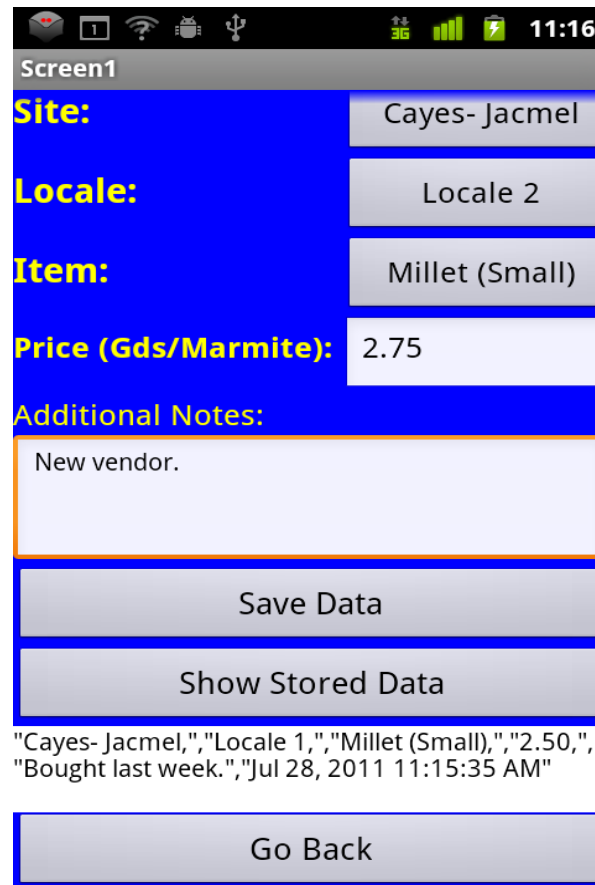 1 3G 11:16
Screen1
Site: Cayes- Jacmel
Locale: Locale 2
Item: Millet (Small)
Price (Gds/Marmite): 2.75
Additional Notes:
New vendor.
Save Data
Show Stored Data
"Cayes- Jacmel,","Locale 1,","Millet (Small),","2.50,",
"Bought last week.","Jul 28, 2011 11:15:35 AM"
Go Back